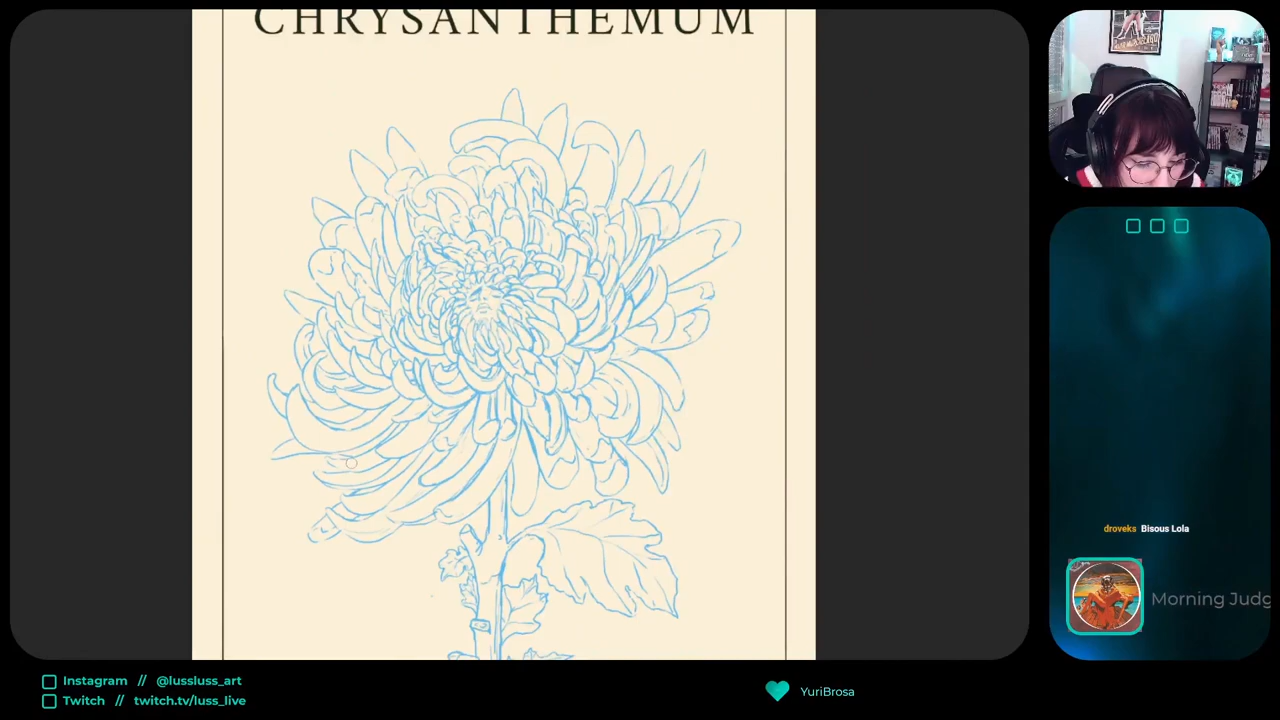 CHRYSANTHEMUM
droveks Bisous Lola
Morning Judg
Instagram // @lussluss_art
Twitch // twitch.tv/luss_live
YuriBrosa